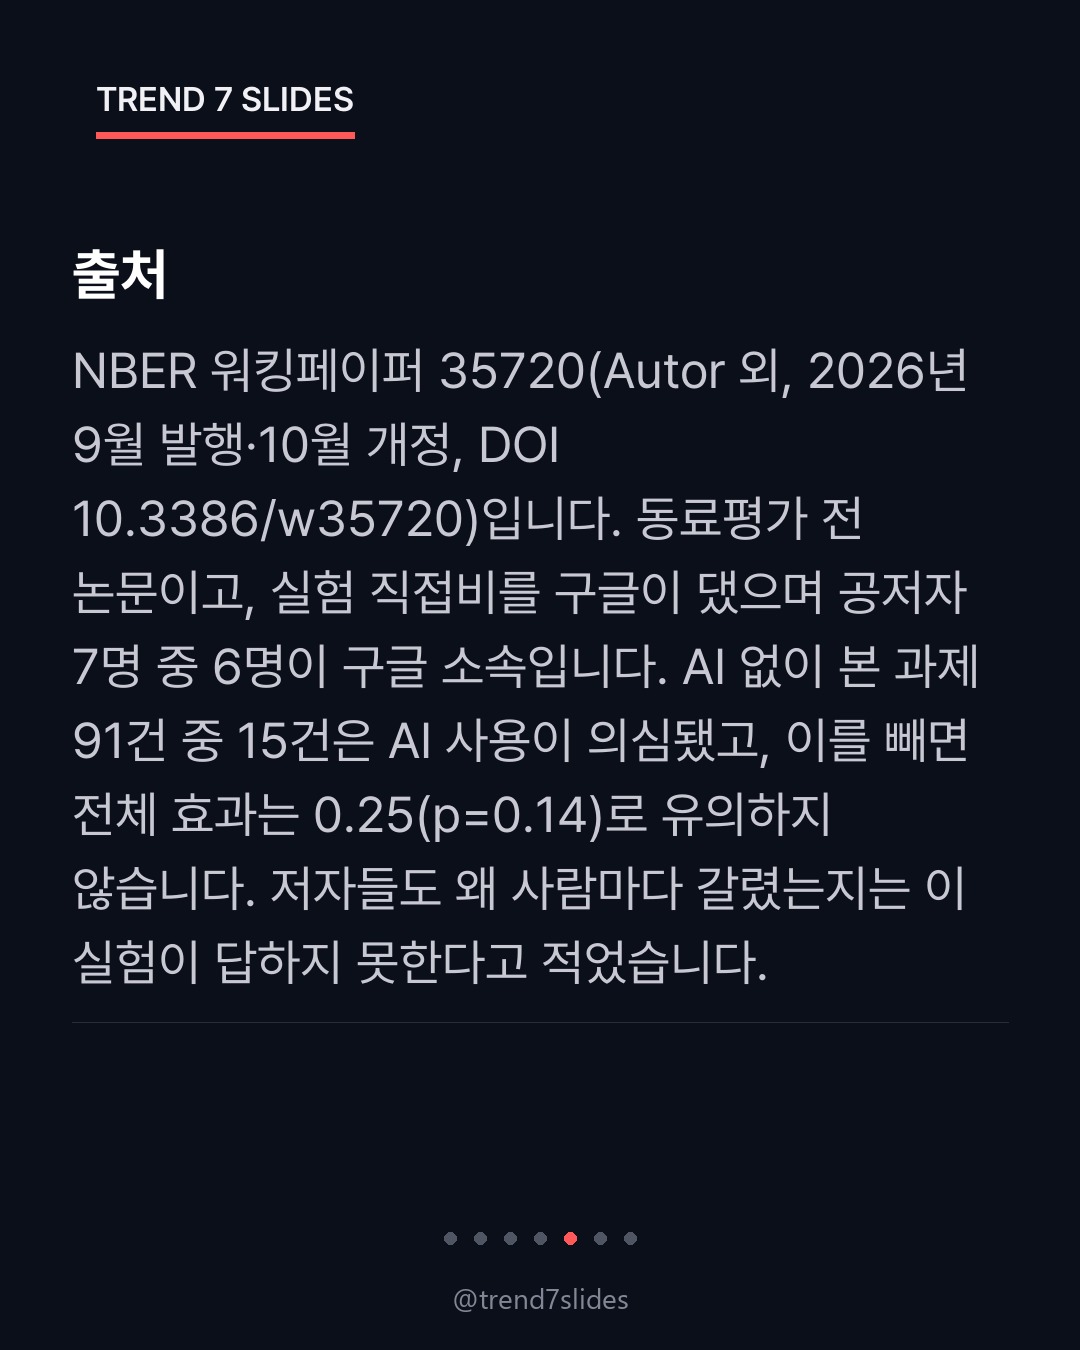 TREND 7 SLIDES
출처
NBER 워킹페이퍼 35720(Autor 외, 2026년
9월 발행·10월 개정, DOI
10.3386/w35720)입니다. 동료평가 전
논문이고, 실험 직접비를 구글이 댔으며 공저자
7명 중 6명이 구글 소속입니다. AI 없이 본 과제
91건 중 15건은 AI 사용이 의심됐고, 이를 빼면
전체 효과는 0.25(p=0.14)로 유의하지
않습니다. 저자들도 왜 사람마다 갈렸는지는 이
실험이 답하지 못한다고 적었습니다.
@trend7slides